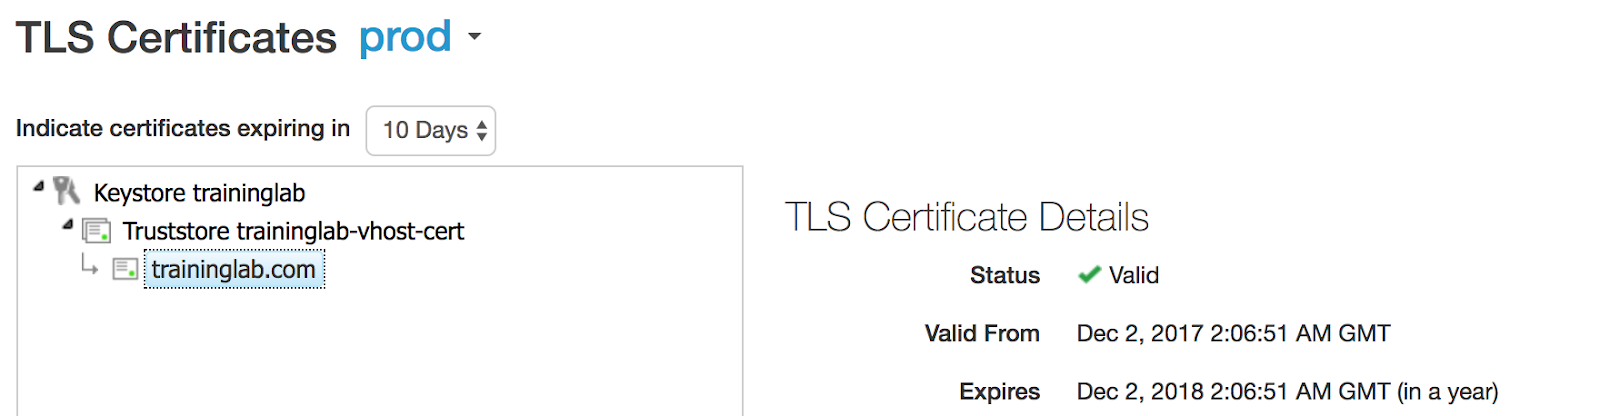 TLS Certificates prod
Indicate certificates expiring in 10 Days
Keystore traininglab
Truststore traininglab-vhost-cert
traininglab.com
TLS Certificate Details
Status Valid
Valid From Dec 2, 2017 2:06:51 AM GMT
Expires Dec 2, 2018 2:06:51 AM GMT (in a year)